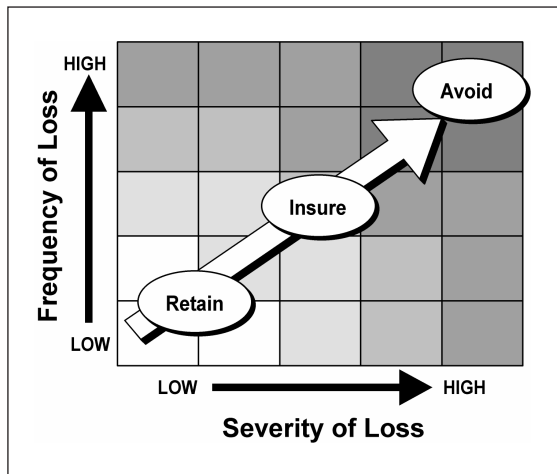 HIGH
Avoid
Frequency of Loss
Insure
Retain
LOW
LOW
HIGH
Severity of Loss